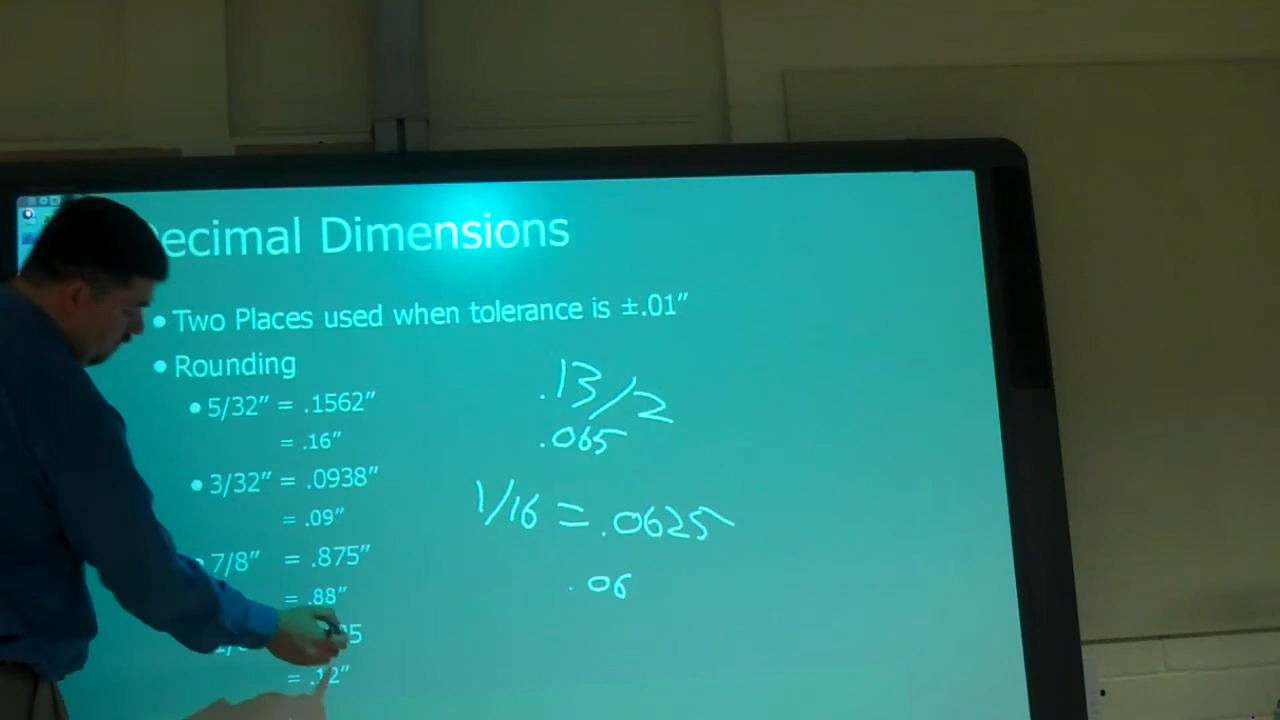 ecimal Dimensions
• Two Places used when tolerance is ±.01”
• Rounding
• 5/32” = .1562”
= .16”
• 3/32” = .0938”
= .09”
• 7/8” = .875”
= .88”
= .12”
.13/2
.065
1/16 = .0625
.06